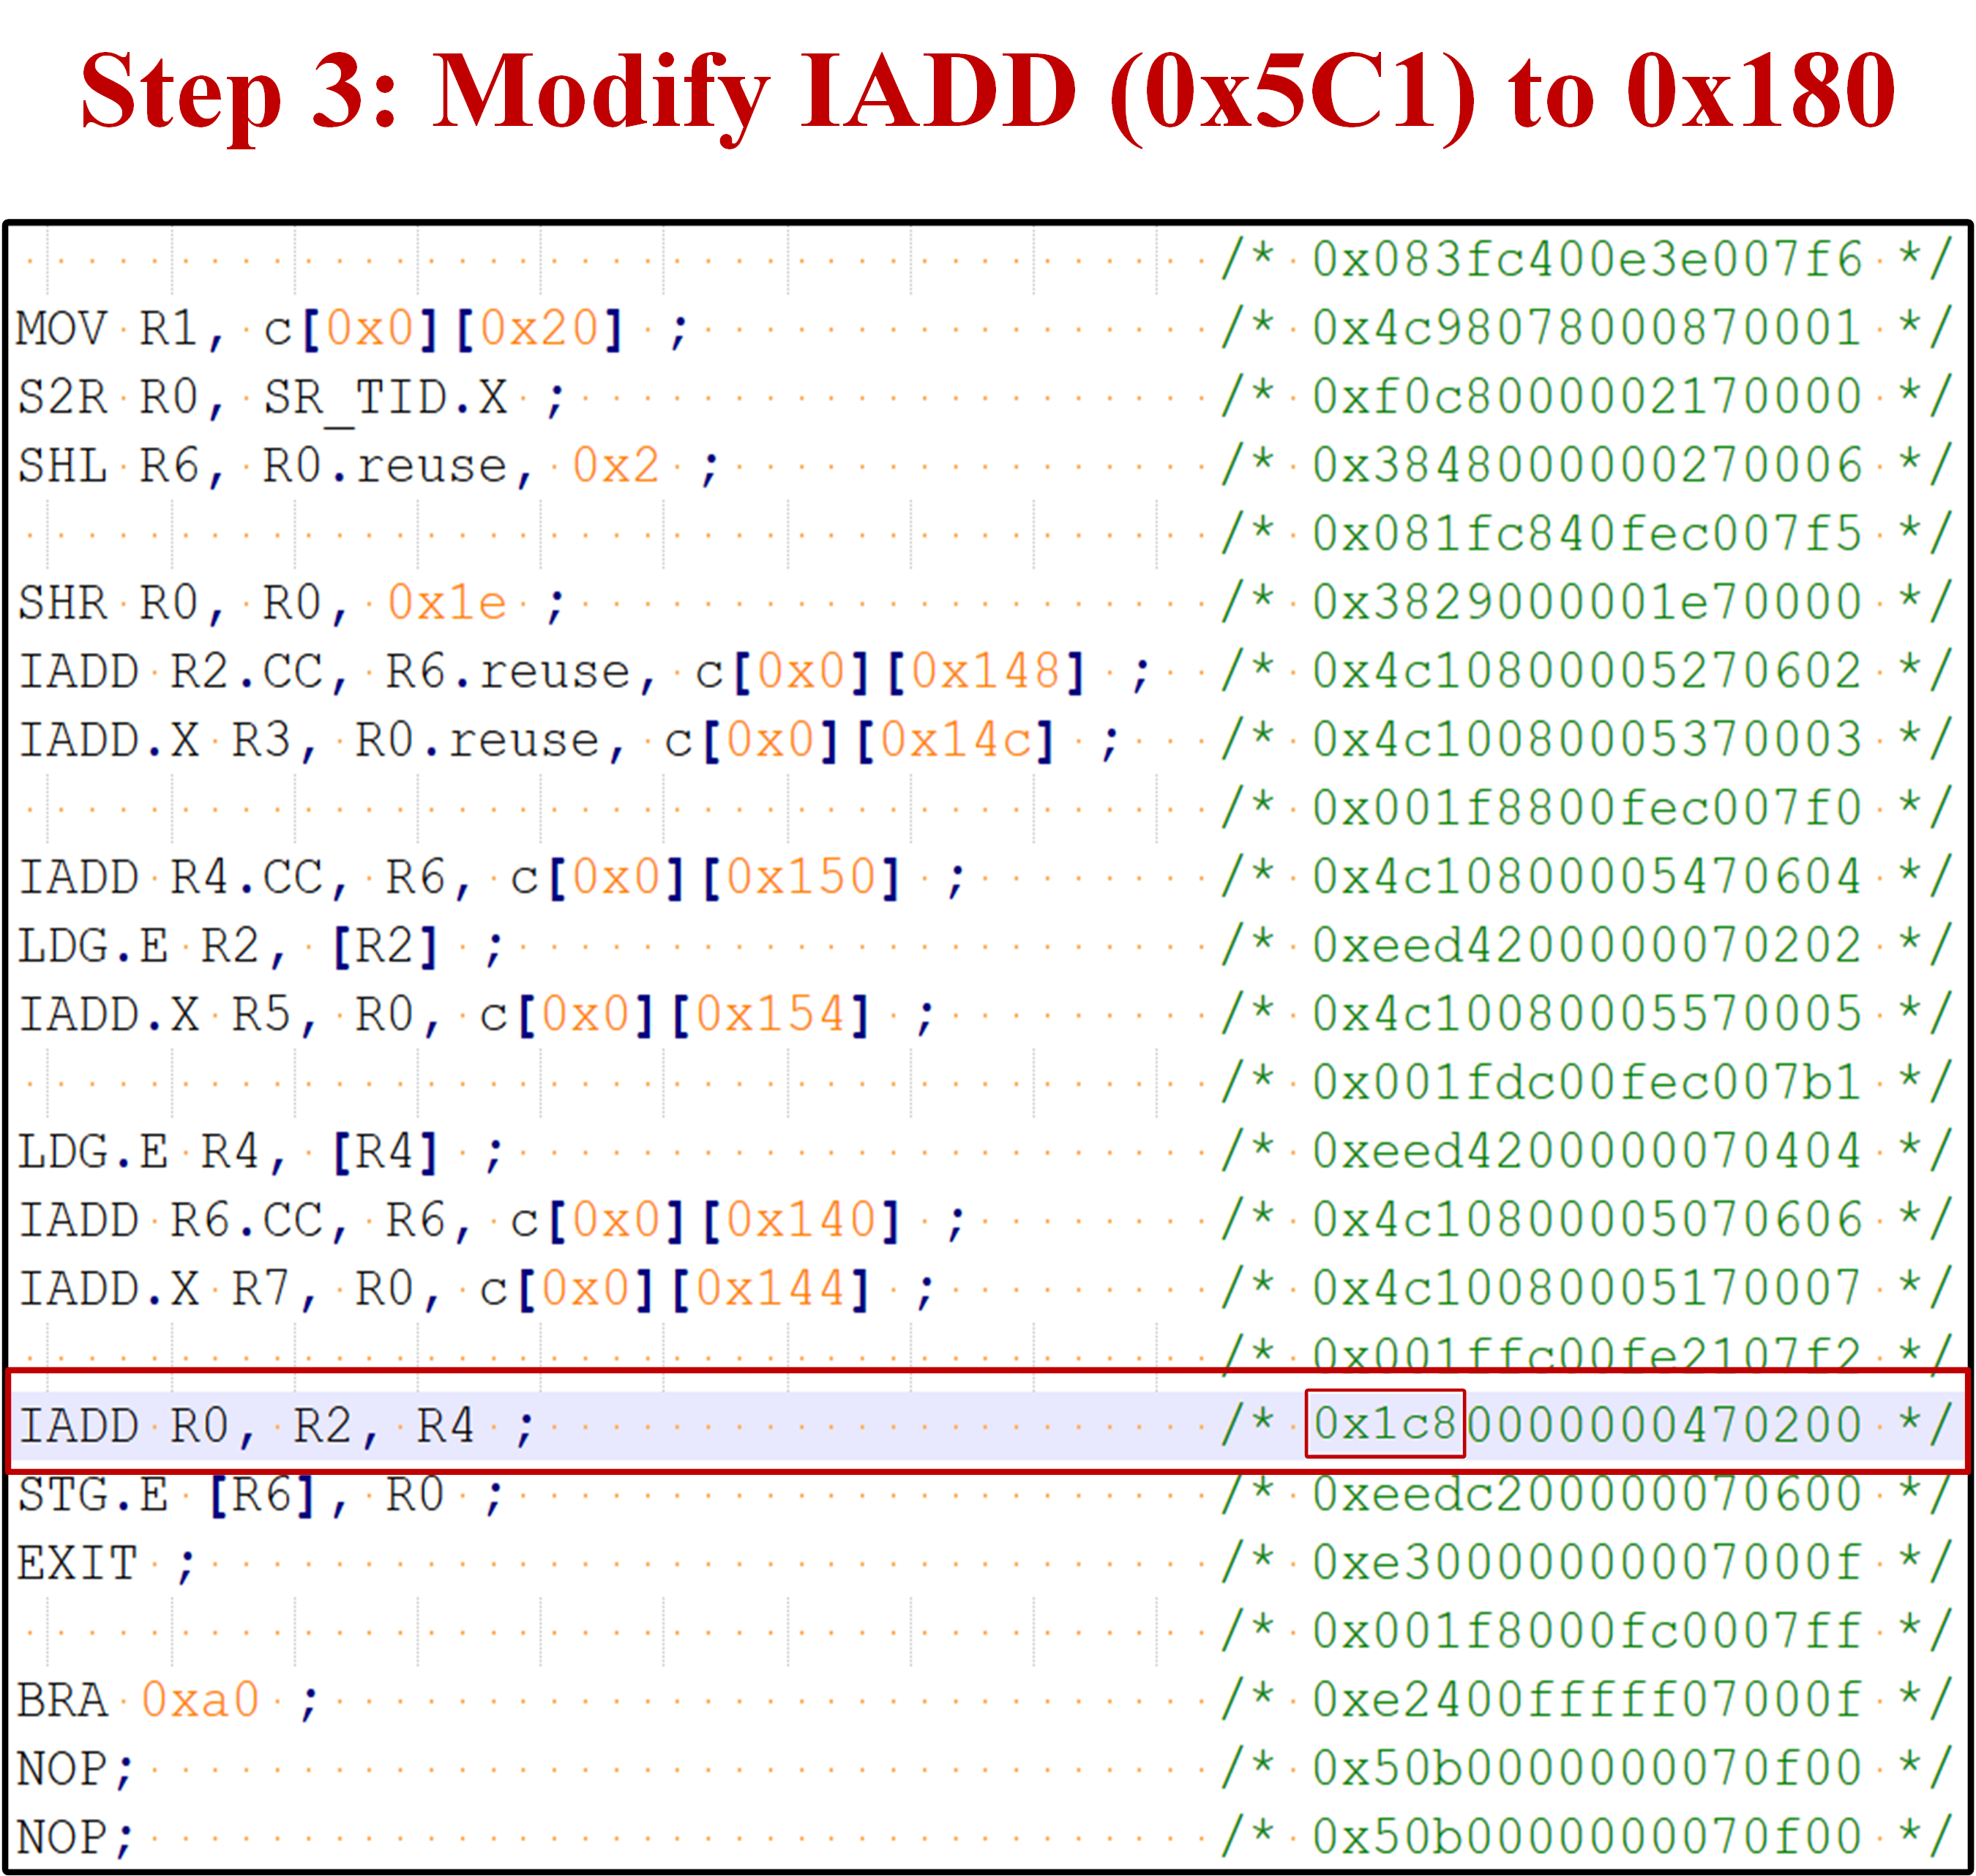 Step 3: Modify IADD (0x5C1) to 0x180
/* 0x083fc400e3e007f6 */
MOV R1, c[0x0][0x20] ; /* 0x4c98078000870001 */
S2R R0, SR_TID.X ; /* 0xf0c8000002170000 */
SHL R6, R0.reuse, 0x2 ; /* 0x3848000000270006 */
/* 0x081fc840fec007f5 */
SHR R0, R0, 0x1e ; /* 0x3829000001e70000 */
IADD R2.CC, R6.reuse, c[0x0][0x148] ; /* 0x4c10800005270602 */
IADD.X R3, R0.reuse, c[0x0][0x14c] ; /* 0x4c10080005370003 */
/* 0x001f8800fec007f0 */
IADD R4.CC, R6, c[0x0][0x150] ; /* 0x4c10800005470604 */
LDG.E R2, [R2] ; /* 0xeed4200000070202 */
IADD.X R5, R0, c[0x0][0x154] ; /* 0x4c10080005570005 */
/* 0x001fdc00fec007b1 */
LDG.E R4, [R4] ; /* 0xeed4200000070404 */
IADD R6.CC, R6, c[0x0][0x140] ; /* 0x4c10800005070606 */
IADD.X R7, R0, c[0x0][0x144] ; /* 0x4c10080005170007 */
/* 0x001ffc00fe2107f2 */
IADD R0, R2, R4 ; /* 0x1c80000000470200 */
STG.E [R6], R0 ; /* 0xeedc200000070600 */
EXIT ; /* 0xe30000000007000f */
/* 0x001f8000fc0007ff */
BRA 0xa0 ; /* 0xe2400fffff07000f */
NOP; /* 0x50b0000000070f00 */
NOP; /* 0x50b0000000070f00 */